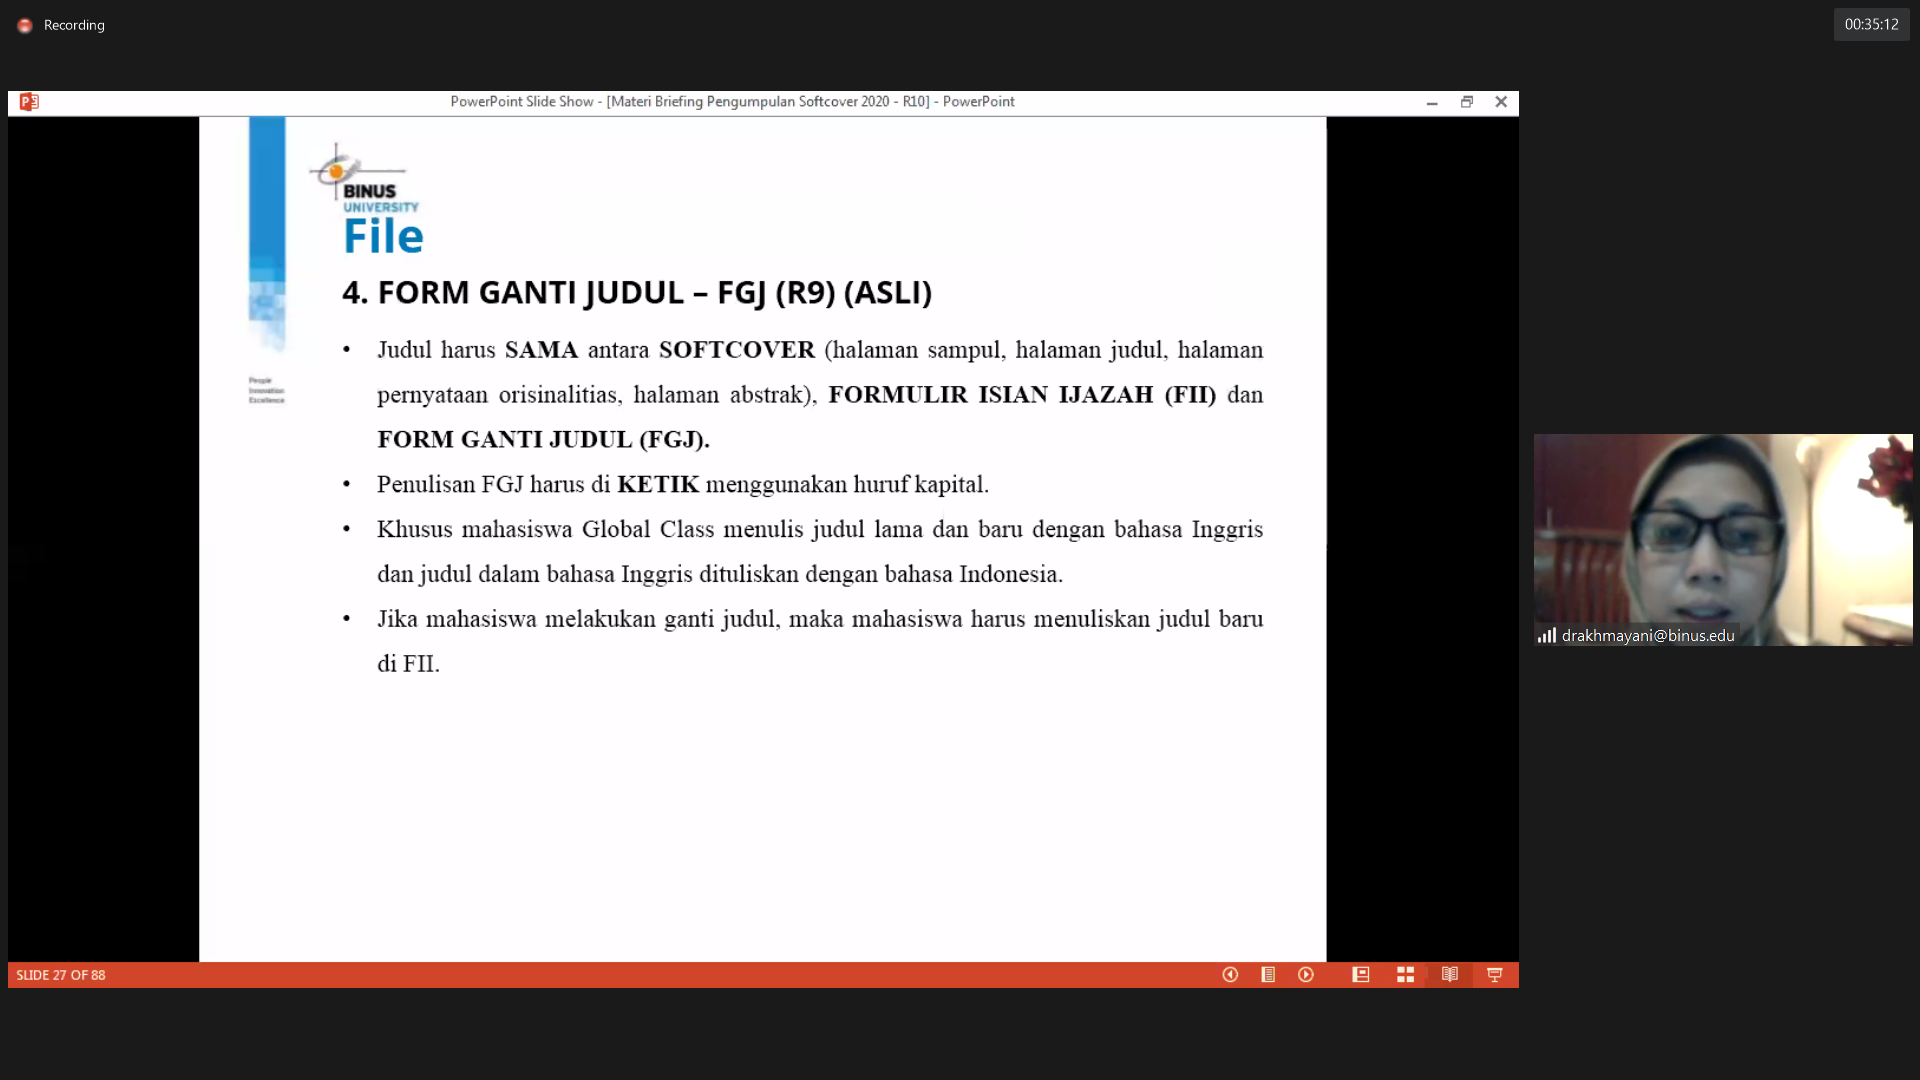 Recording
00:35:12
PowerPoint Slide Show - [Materi Briefing Pengumpulan Softcover 2020 - R10] - PowerPoint
BINUS
UNIVERSITY
File
4. FORM GANTI JUDUL – FGJ (R9) (ASLI)
• Judul harus SAMA antara SOFTCOVER (halaman sampul, halaman judul, halaman
pernyataan orisinalitias, halaman abstrak), FORMULIR ISIAN IJAZAH (FII) dan
FORM GANTI JUDUL (FGJ).
• Penulisan FGJ harus di KETIK menggunakan huruf kapital.
• Khusus mahasiswa Global Class menulis judul lama dan baru dengan bahasa Inggris
dan judul dalam bahasa Inggris dituliskan dengan bahasa Indonesia.
• Jika mahasiswa melakukan ganti judul, maka mahasiswa harus menuliskan judul baru
di FII.
People
Innovation
Excellence
drakhmayani@binus.edu
SLIDE 27 OF 88